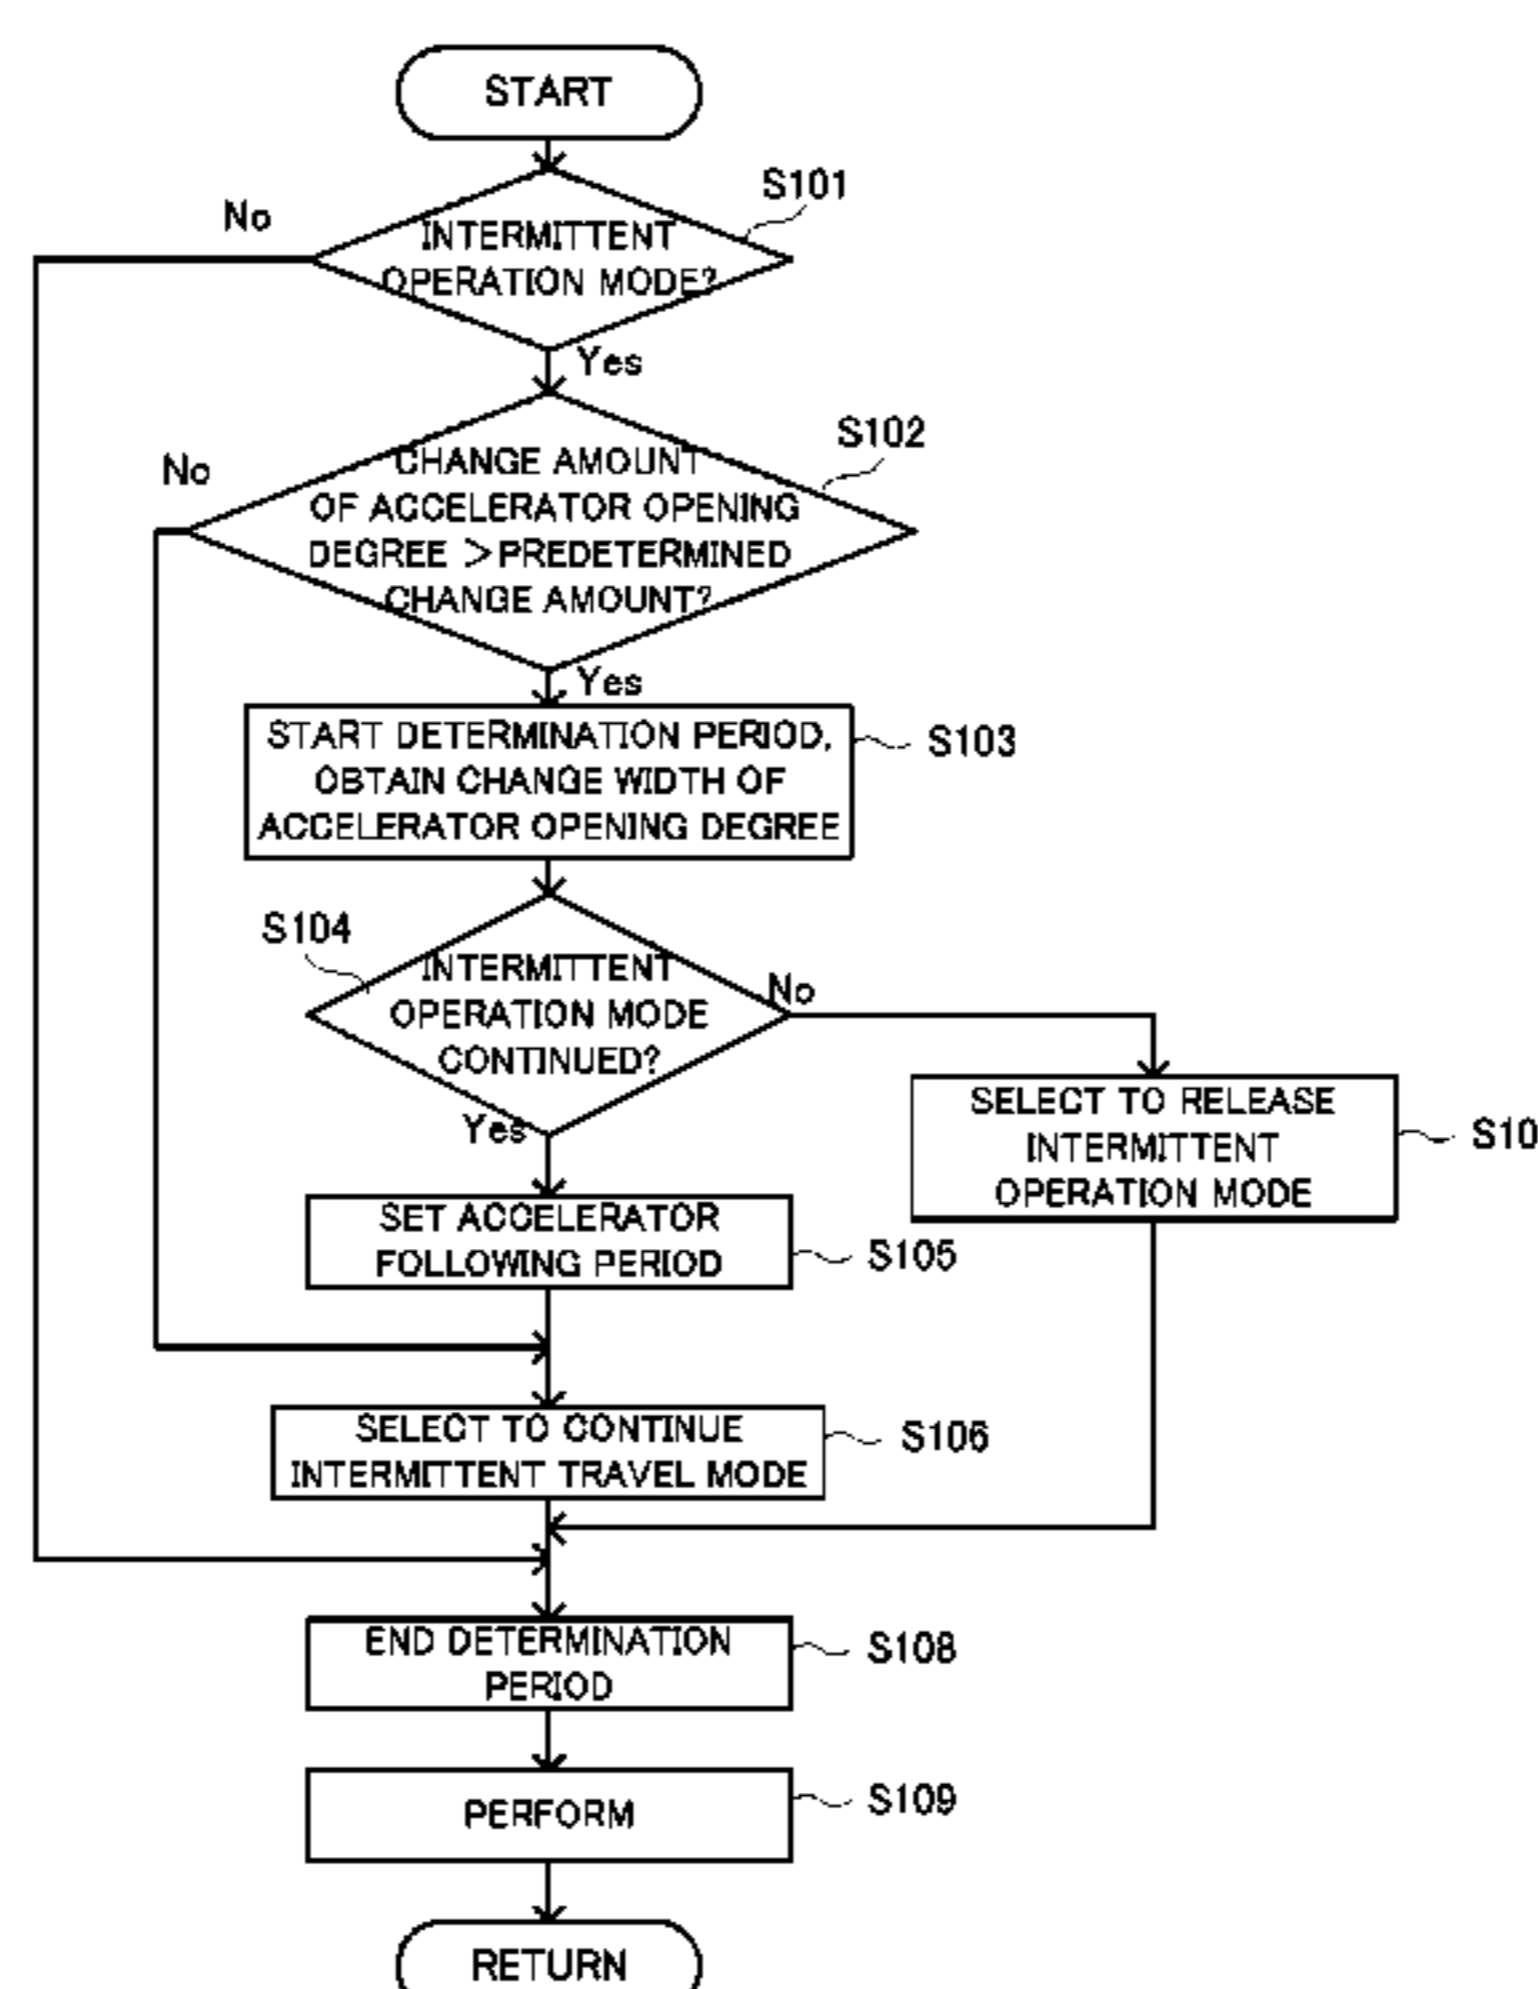 START
S101
No
INTERMITTENT
OPERATION MODE?
Yes
S102
No
CHANGE AMOUNT
OF ACCELERATOR OPENING
DEGREE >PREDETERMINED
CHANGE AMOUNT?
Yes
START DETERMINATION PERIOD,
OBTAIN CHANGE WIDTH OF
ACCELERATOR OPENING DEGREE
S103
S104
INTERMITTENT
OPERATION MODE
CONTINUED?
No
Yes
SELECT TO RELEASE
INTERMITTENT
OPERATION MODE
S10
SET ACCELERATOR
FOLLOWING PERIOD
S105
SELECT TO CONTINUE
INTERMITTENT TRAVEL MODE
S106
END DETERMINATION
PERIOD
S108
PERFORM
S109
RETURN